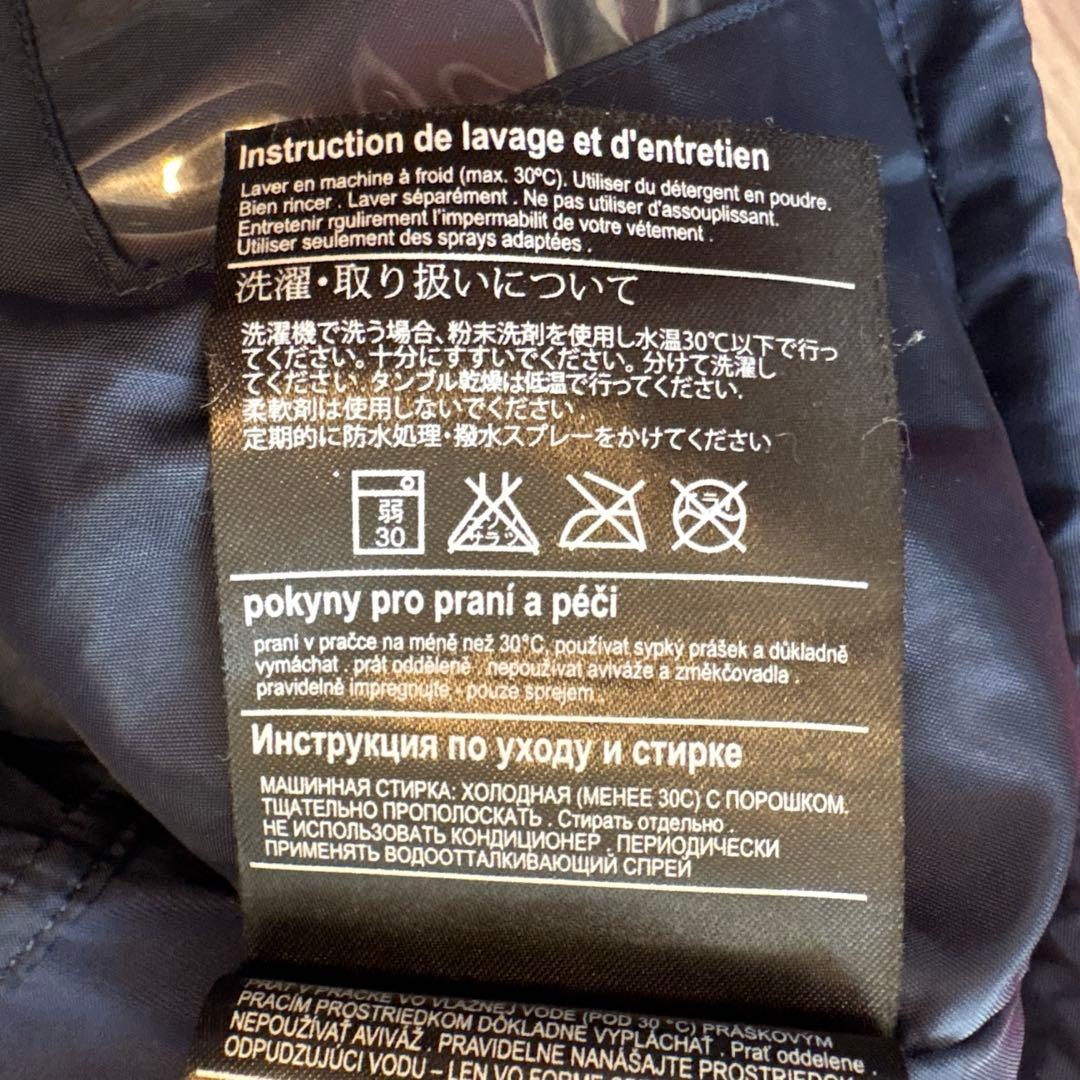 Instruction de lavage et d'entretien
Laver en machine à froid (max. 30ºC). Utiliser du détergent en poudre.
Bien rincer . Laver séparément . Ne pas utiliser d'assouplissant.
Entretenir rgulirement l'impermabilit de votre vétement .
Utiliser seulement des sprays adaptées .
洗濯・取り扱いについて
洗濯機で洗う場合、粉末洗剤を使用し水温30℃以下で行っ
てください。十分にすすいでください。分けて洗濯し
てください. タンブル乾燥は低温で行ってください.
柔軟剤は使用しないでください.
定期的に防水処理・撥水スプレーをかけてください
弱
30
pokyny pro praní a péči
praní v pračce na méně než 30°C, používat sypký prášek a důkladně
vymáchat . prát odděleně . nepoužívat aviváže a změkčovadla .
pravidelně impregnujte - pouze sprejem
Инструкция по уходу и стирке
МАШИННАЯ СТИРКА: ХОЛОДНАЯ (МЕНЕЕ 30С) С ПОРОШКОМ.
ТЩАТЕЛЬНО ПРОПОЛОСКАТЬ . Стирать отдельно .
НЕ ИСПОЛЬЗОВАТЬ КОНДИЦИОНЕР . ПЕРИОДИЧЕСКИ
ПРИМЕНЯТЬ ВОДООТТАЛКИВАЮЩИЙ СПРЕЙ
PRAŤ V PRÁČKE VO VLAŽNEJ VODE (POD 30 °C) PRÁŠKOVÝM
PRACÍM PROSTRIEDKOM DÔKLADNE VYPLÁCHAŤ . Prať oddelene .
NEPOUŽÍVAŤ AVIVÁŽ . PRAVIDELNE NANÁŠAJTE PROSTRIEDOK
ODPUDZUJÚCI VODU – LEN VO FORME